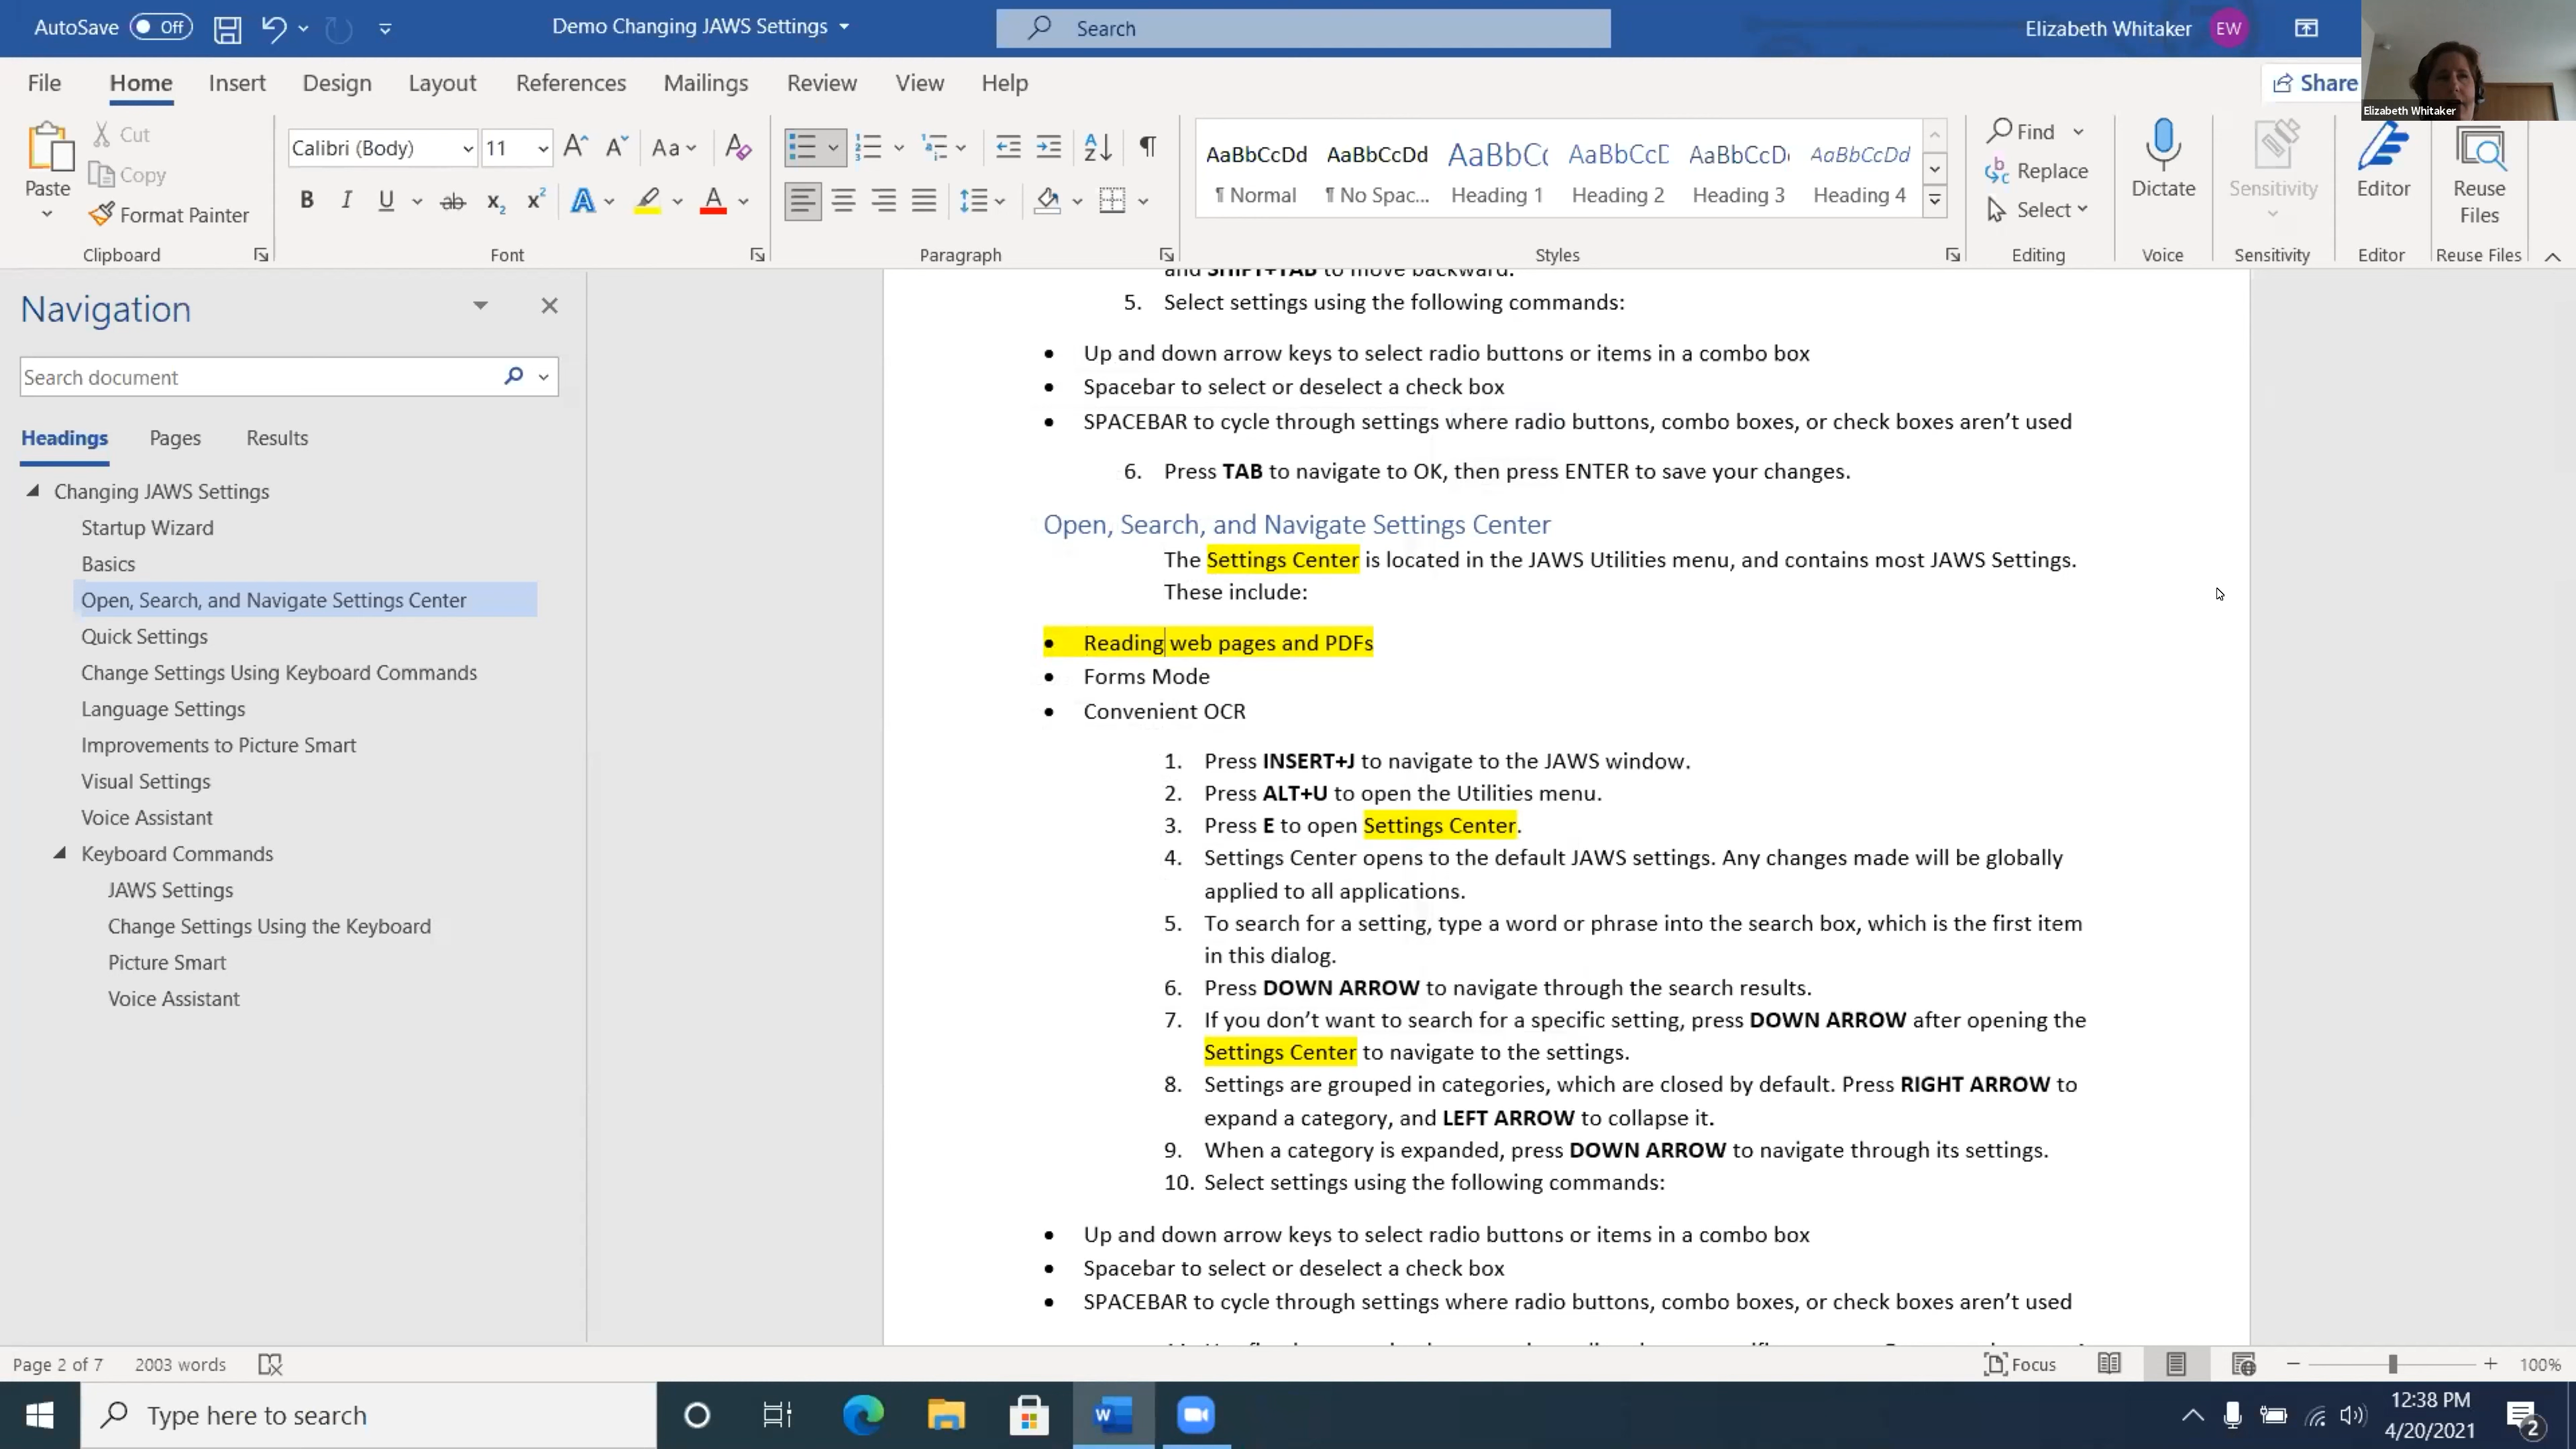 AutoSave Off
Demo Changing JAWS Settings
Search
Elizabeth Whitaker EW
File Home Insert Design Layout References Mailings Review View Help
Share
Elizabeth Whitaker
Paste
Cut
Copy
Format Painter
Clipboard
Calibri (Body) 11
Font
Paragraph
AaBbCcDd AaBbCcDd AaBbC( AaBbCcE AaBbCcD AaBbCcDd
¶ Normal ¶ No Spac... Heading 1 Heading 2 Heading 3 Heading 4
Styles
Find
Replace
Select
Editing
Dictate
Voice
Sensitivity
Sensitivity
Editor
Editor
Reuse
Files
Reuse Files
Navigation
Search document
Headings Pages Results
Changing JAWS Settings
Startup Wizard
Basics
Open, Search, and Navigate Settings Center
Quick Settings
Change Settings Using Keyboard Commands
Language Settings
Improvements to Picture Smart
Visual Settings
Voice Assistant
Keyboard Commands
JAWS Settings
Change Settings Using the Keyboard
Picture Smart
Voice Assistant
and SHIFT+TAB to move backward.
5. Select settings using the following commands:
• Up and down arrow keys to select radio buttons or items in a combo box
• Spacebar to select or deselect a check box
• SPACEBAR to cycle through settings where radio buttons, combo boxes, or check boxes aren’t used
6. Press TAB to navigate to OK, then press ENTER to save your changes.
Open, Search, and Navigate Settings Center
The Settings Center is located in the JAWS Utilities menu, and contains most JAWS Settings.
These include:
• Reading web pages and PDFs
• Forms Mode
• Convenient OCR
1. Press INSERT+J to navigate to the JAWS window.
2. Press ALT+U to open the Utilities menu.
3. Press E to open Settings Center.
4. Settings Center opens to the default JAWS settings. Any changes made will be globally
applied to all applications.
5. To search for a setting, type a word or phrase into the search box, which is the first item
in this dialog.
6. Press DOWN ARROW to navigate through the search results.
7. If you don’t want to search for a specific setting, press DOWN ARROW after opening the
Settings Center to navigate to the settings.
8. Settings are grouped in categories, which are closed by default. Press RIGHT ARROW to
expand a category, and LEFT ARROW to collapse it.
9. When a category is expanded, press DOWN ARROW to navigate through its settings.
10. Select settings using the following commands:
• Up and down arrow keys to select radio buttons or items in a combo box
• Spacebar to select or deselect a check box
• SPACEBAR to cycle through settings where radio buttons, combo boxes, or check boxes aren’t used
Page 2 of 7 2003 words
Focus
100%
Type here to search
12:38 PM
4/20/2021
2